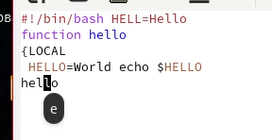 #!/bin/bash HELL=Hello
function hello
{LOCAL
HELLO=World echo $HELLO
hello
e